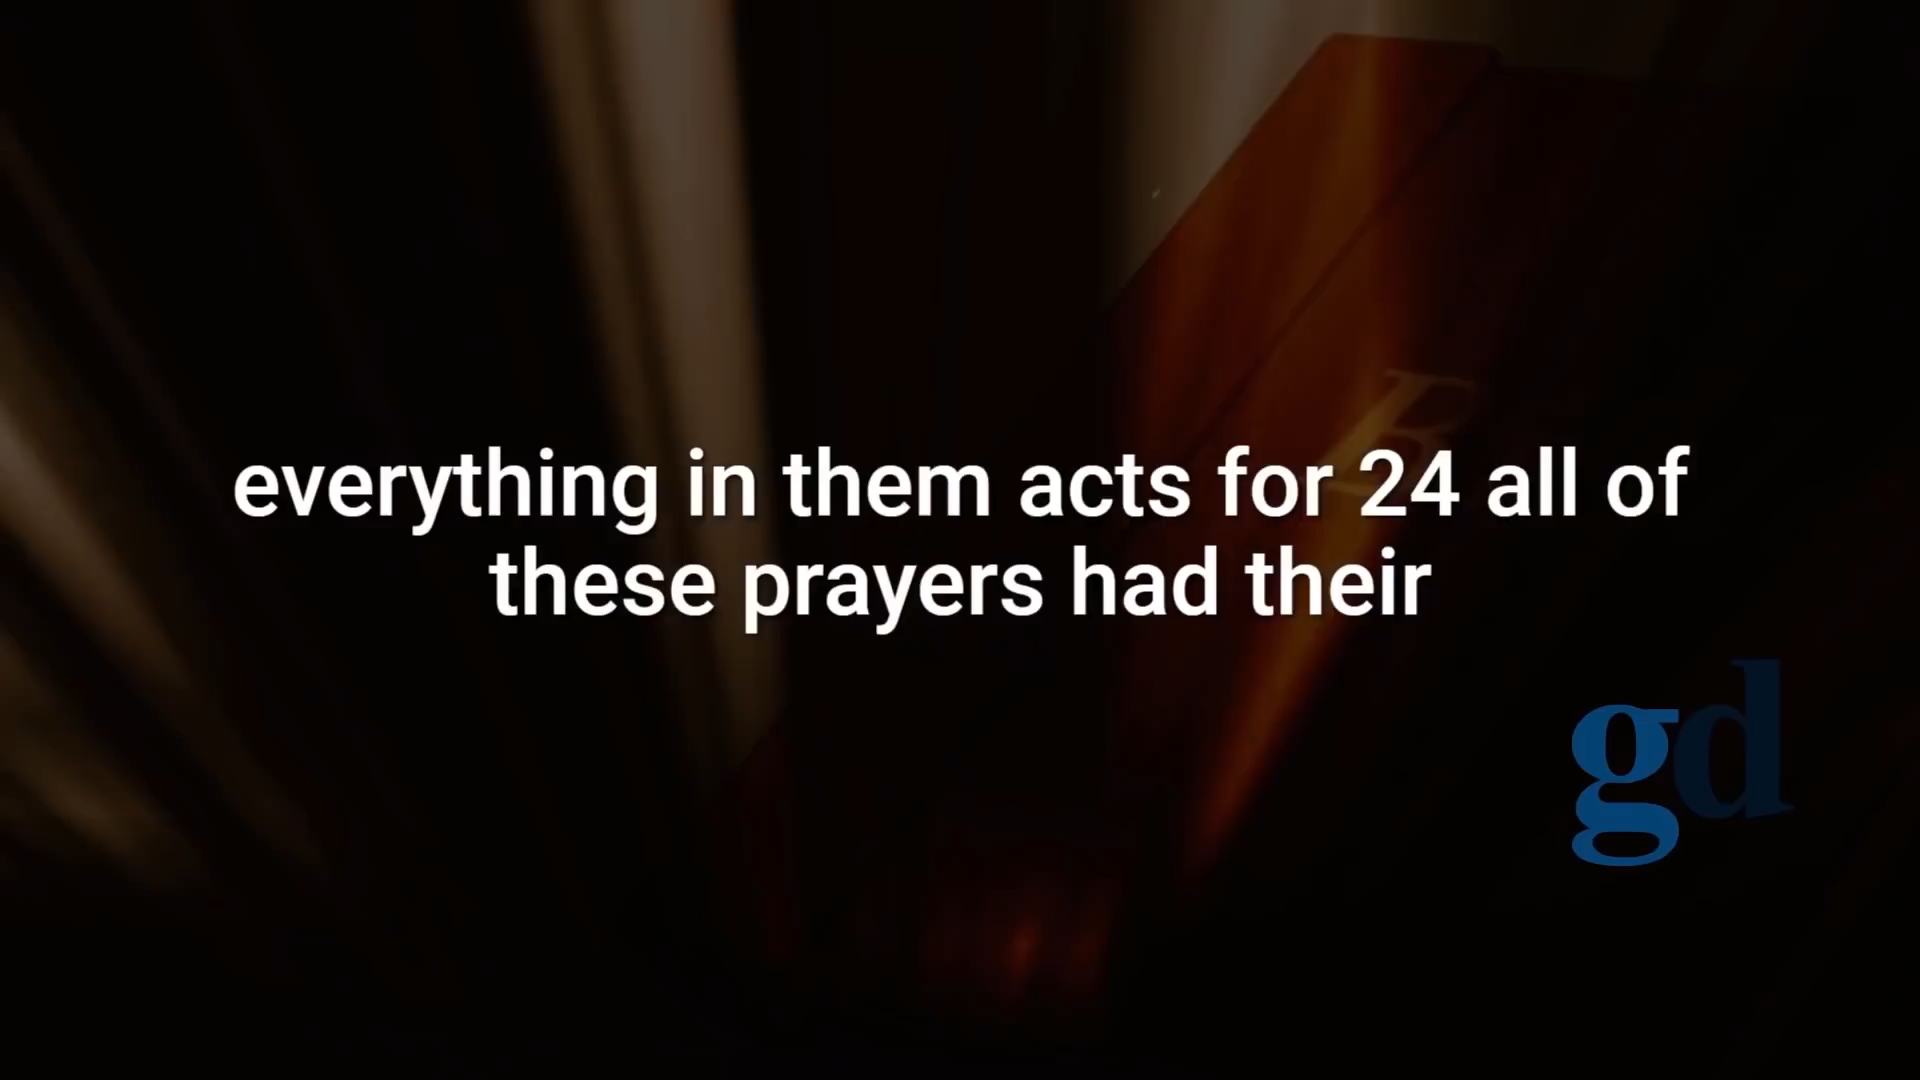 everything in them acts for 24 all of
these prayers had their
gd